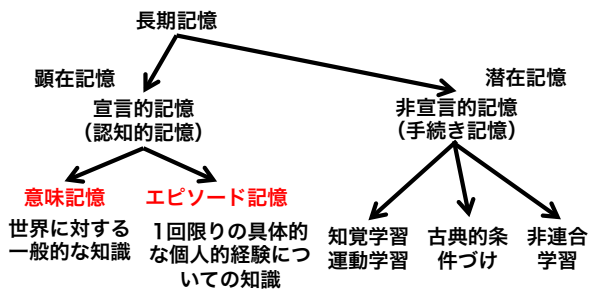 長期記憶
顕在記憶
潜在記憶
宣言的記憶
（認知的記憶）
非宣言的記憶
（手続き記憶）
意味記憶
エピソード記憶
世界に対する
一般的な知識
1回限りの具体的
な個人的経験につ
いての知識
知覚学習
運動学習
古典的条
件づけ
非連合
学習